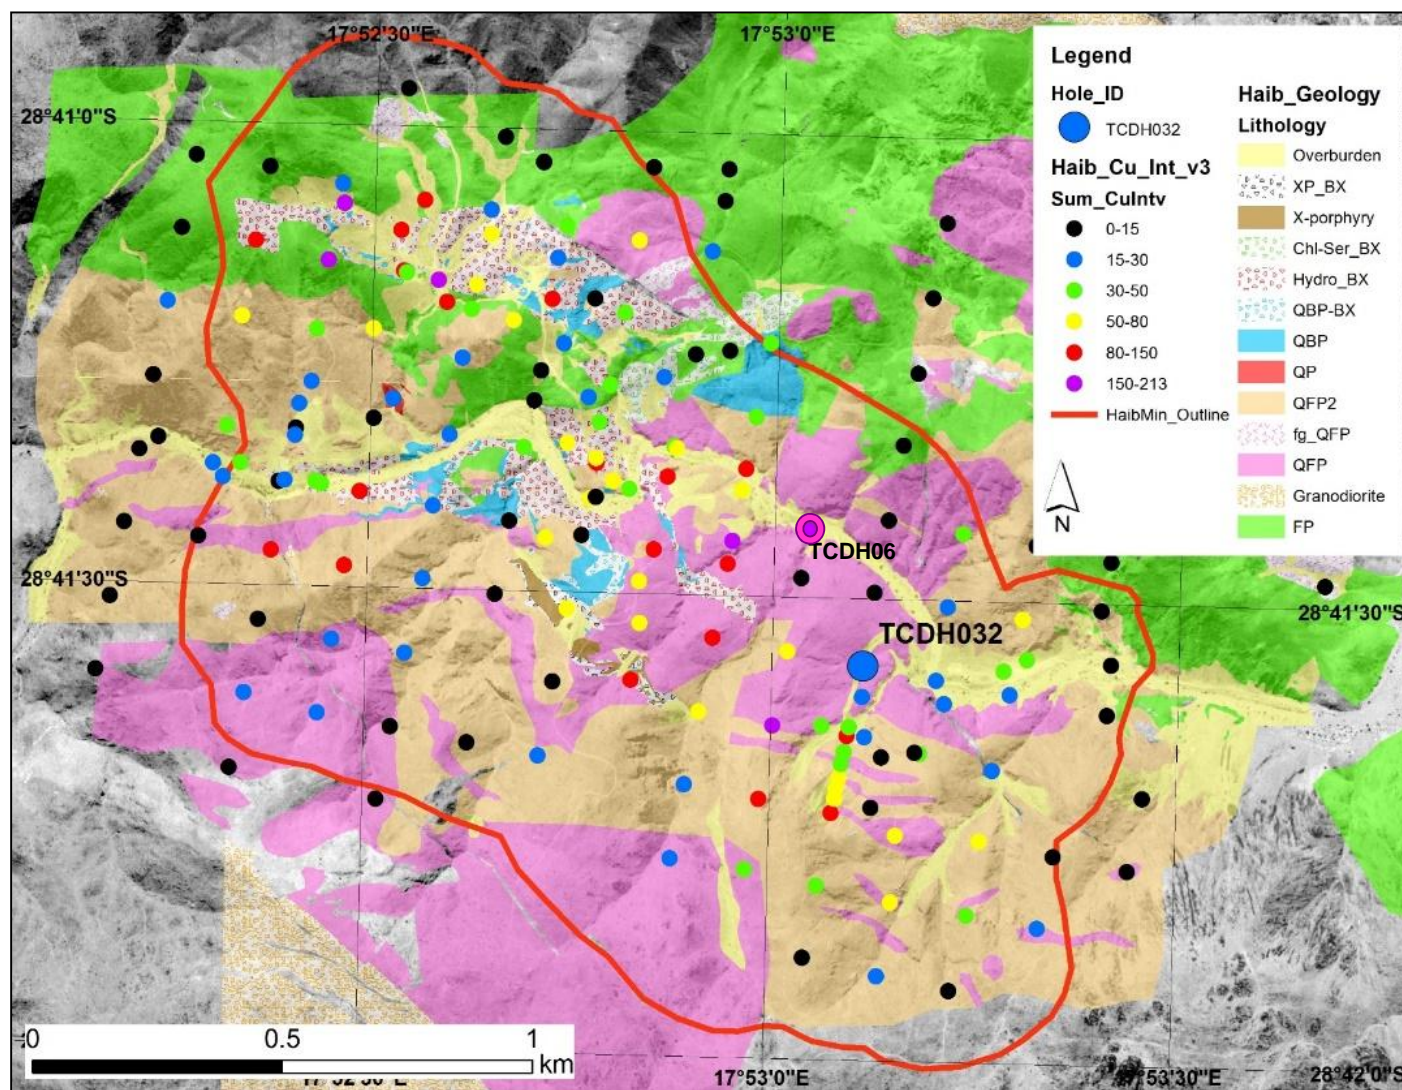 17°52'30"E
17°53'0"E
28°41'0"S
Legend
Hole_ID
TCDH032
Haib_Cu_Int_v3
Sum_CuIntv
0-15
15-30
30-50
50-80
80-150
150-213
HaibMin_Outline
N
Haib_Geology
Lithology
Overburden
XP_BX
X-porphyry
Chl-Ser_BX
Hydro_BX
QBP-BX
QBP
QP
QFP2
fg_QFP
QFP
Granodiorite
FP
TCDH06
28°41'30"S
28°41'30"S
TCDH032
0
0.5
1
km
17°53'0"E
17°53'30"E
28°42'0"S